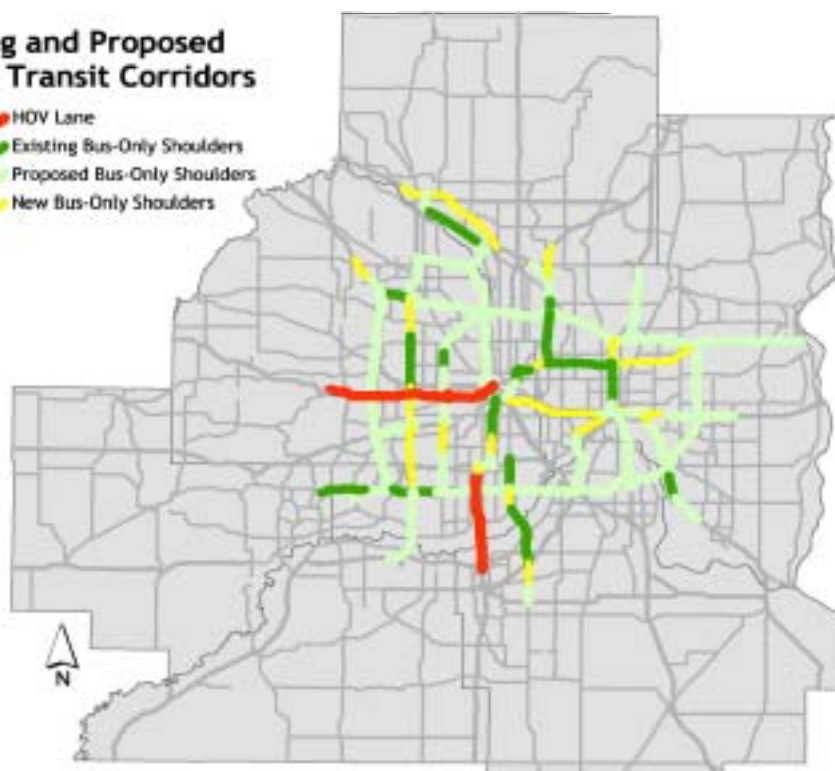 g and Proposed
Transit Corridors
HOV Lane
Existing Bus-Only Shoulders
Proposed Bus-Only Shoulders
New Bus-Only Shoulders
N